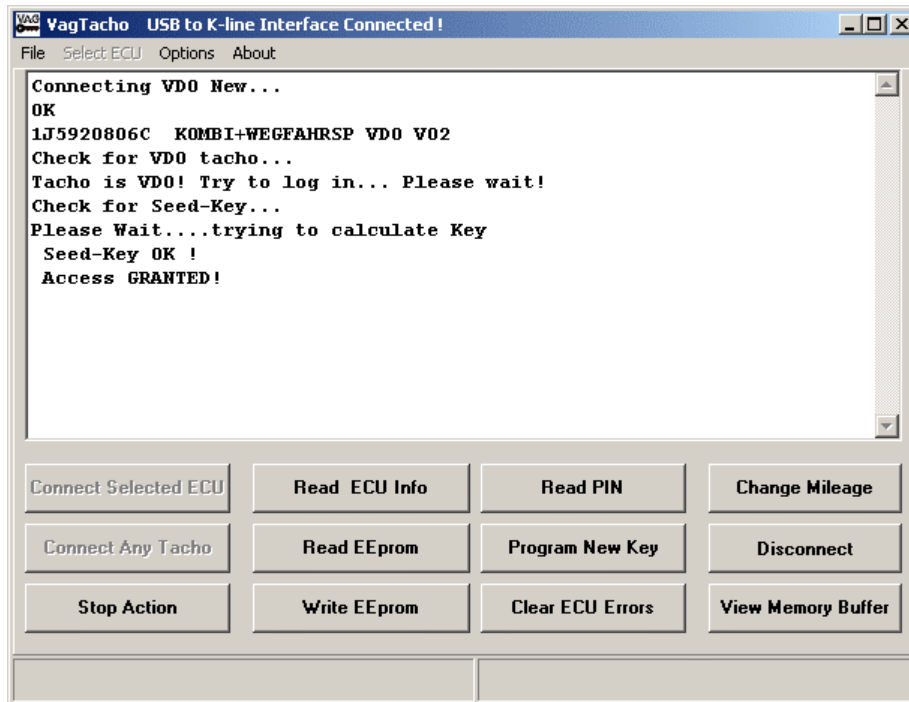 VAG VagTacho USB to K-line Interface Connected !
File Select ECU Options About
Connecting VDO New...
OK
1J5920806C KOMBI+WEGFAHRSP VDO V02
Check for VDO tacho...
Tacho is VDO! Try to log in... Please wait!
Check for Seed-Key...
Please Wait....trying to calculate Key
Seed-Key OK !
Access GRANTED!
Connect Selected ECU Read ECU Info Read PIN Change Mileage
Connect Any Tacho Read EEprom Program New Key Disconnect
Stop Action Write EEprom Clear ECU Errors View Memory Buffer